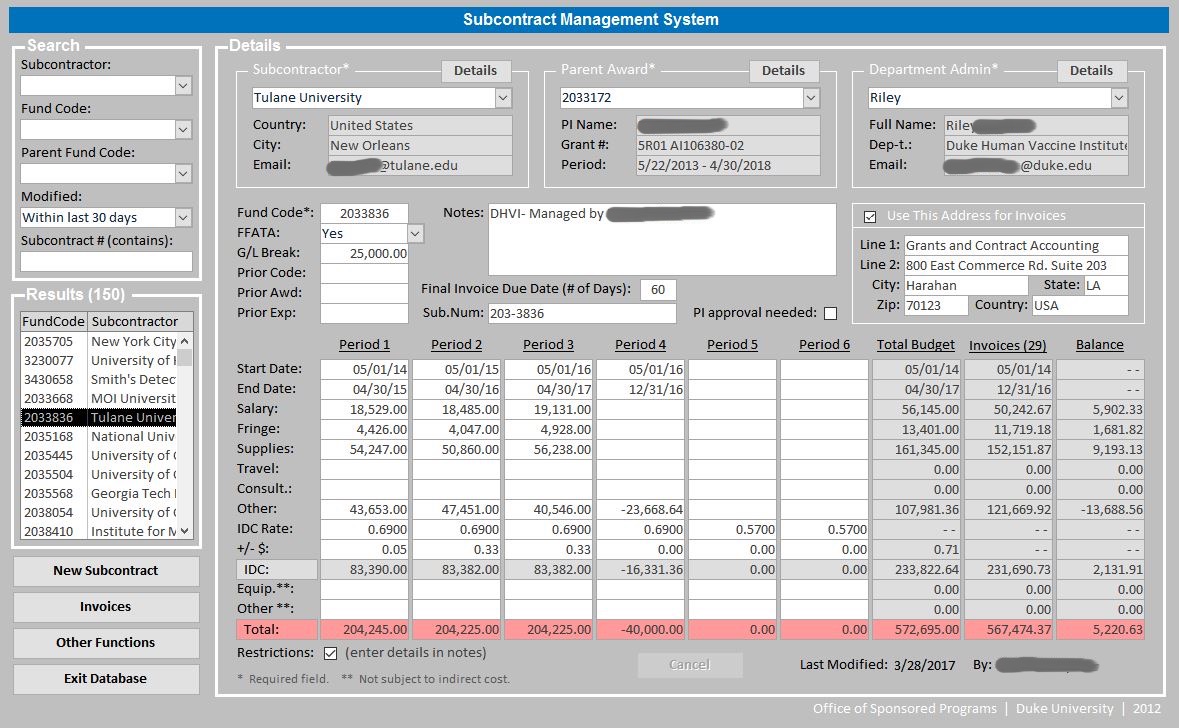 Subcontract Management System
Search
Subcontractor:
Fund Code:
Parent Fund Code:
Modified:
Within last 30 days
Subcontract # (contains):
Results (150)
FundCode Subcontractor
2035705 New York City
3230077 University of
3430658 Smith's Detec
2033668 MOI Universit
2033836 Tulane Univer
2035168 National Univ
2035445 University of
2035504 University of
2035568 Georgia Tech
2038054 University of
2038410 Institute for
New Subcontract
Invoices
Other Functions
Exit Database
Details
Subcontractor* Details
Tulane University
Country: United States
City: New Orleans
Email: @tulane.edu
Parent Award* Details
2033172
PI Name:
Grant #: 5R01 AI106380-02
Period: 5/22/2013 - 4/30/2018
Department Admin* Details
Riley
Full Name: Riley
Dep-t.: Duke Human Vaccine Institute
Email: @duke.edu
Fund Code*: 2033836
FFATA: Yes
G/L Break: 25,000.00
Prior Code:
Prior Awd:
Prior Exp:
Notes: DHVI- Managed by
Final Invoice Due Date (# of Days): 60
Sub.Num: 203-3836 PI approval needed:
Use This Address for Invoices
Line 1: Grants and Contract Accounting
Line 2: 800 East Commerce Rd. Suite 203
City: Harahan State: LA
Zip: 70123 Country: USA
Period 1 Period 2 Period 3 Period 4 Period 5 Period 6 Total Budget Invoices (29) Balance
Start Date: 05/01/14 05/01/15 05/01/16 05/01/16 05/01/14 05/01/14 - -
End Date: 04/30/15 04/30/16 04/30/17 12/31/16 04/30/17 12/31/16 - -
Salary: 18,529.00 18,485.00 19,131.00 56,145.00 50,242.67 5,902.33
Fringe: 4,426.00 4,047.00 4,928.00 13,401.00 11,719.18 1,681.82
Supplies: 54,247.00 50,860.00 56,238.00 161,345.00 152,151.87 9,193.13
Travel: 0.00 0.00 0.00
Consult.: 0.00 0.00 0.00
Other: 43,653.00 47,451.00 40,546.00 -23,668.64 107,981.36 121,669.92 -13,688.56
IDC Rate: 0.6900 0.6900 0.6900 0.6900 0.5700 0.5700 - - - - - -
+/- $: 0.05 0.33 0.33 0.00 0.00 0.00 0.71 - - - -
IDC: 83,390.00 83,382.00 83,382.00 -16,331.36 0.00 0.00 233,822.64 231,690.73 2,131.91
Equip.**: 0.00 0.00 0.00
Other **: 0.00 0.00 0.00
Total: 204,245.00 204,225.00 204,225.00 -40,000.00 0.00 0.00 572,695.00 567,474.37 5,220.63
Restrictions: (enter details in notes)
* Required field. ** Not subject to indirect cost.
Cancel
Last Modified: 3/28/2017 By:
Office of Sponsored Programs | Duke University | 2012